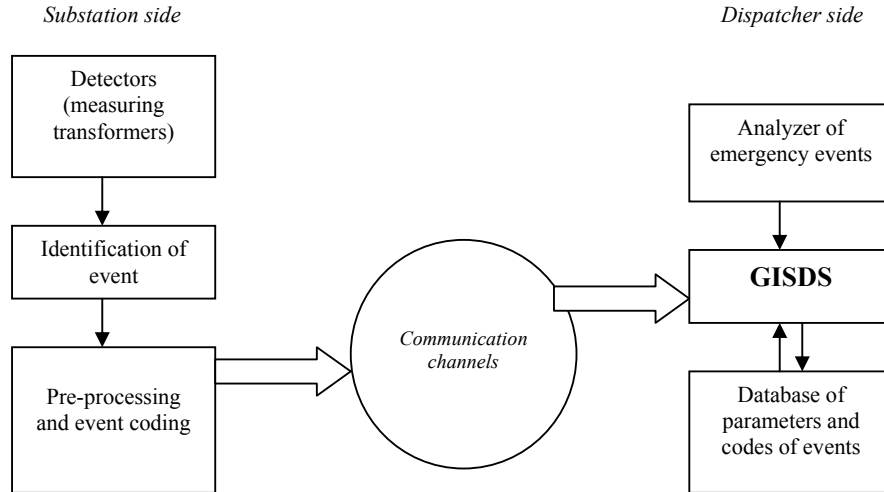 Substation side
Detectors
(measuring
transformers)
Identification of
event
Pre-processing
and event coding
Communication
channels
Dispatcher side
Analyzer of
emergency events
GISDS
Database of
parameters and
codes of events